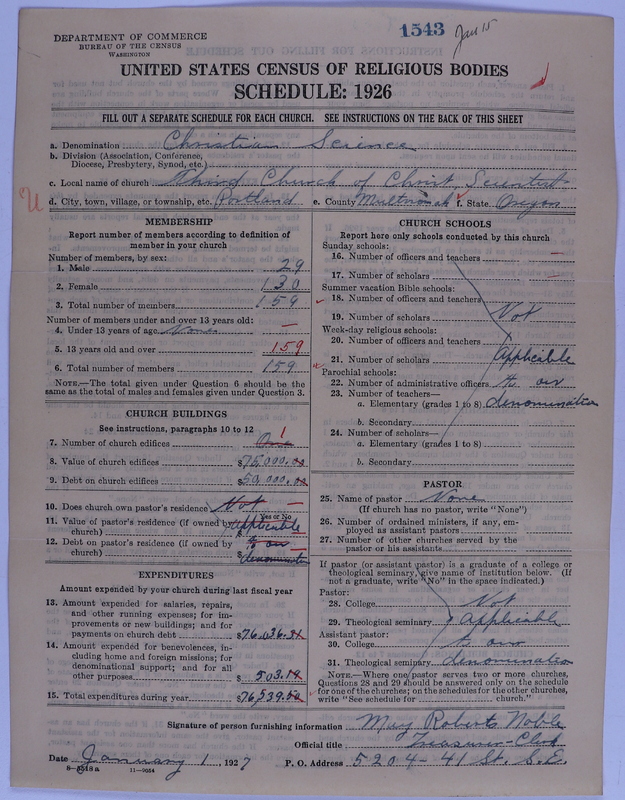 1543 Jan 15
DEPARTMENT OF COMMERCE
BUREAU OF THE CENSUS
WASHINGTON
UNITED STATES CENSUS OF RELIGIOUS BODIES
SCHEDULE: 1926
FILL OUT A SEPARATE SCHEDULE FOR EACH CHURCH. SEE INSTRUCTIONS ON THE BACK OF THIS SHEET
a. Denomination Christian Science
b. Division (Association, Conference,
Diocese, Presbytery, Synod, etc.)
c. Local name of church Third Church of Christ, Scientist
U d. City, town, village, or township, etc. Portland e. County Multnomah f. State Oregon
MEMBERSHIP
Report number of members according to definition of
member in your church
Number of members, by sex:
1. Male 29
2. Female 130
3. Total number of members 159
Number of members under and over 13 years old:
4. Under 13 years of age None —
5. 13 years old and over 159
6. Total number of members 159
NOTE.—The total given under Question 6 should be the
same as the total of males and females given under Question 3.
CHURCH BUILDINGS
See instructions, paragraphs 10 to 12
7. Number of church edifices One 1
8. Value of church edifices $75,000.00
9. Debt on church edifices $50,000.00
10. Does church own pastor's residence Not —
Yes or No
11. Value of pastor's residence (if owned by
church) $ applicable
12. Debt on pastor's residence (if owned by
church) $ to our
denomination
EXPENDITURES
Amount expended by your church during last fiscal year
13. Amount expended for salaries, repairs,
and other running expenses; for im-
provements or new buildings; and for
payments on church debt $76,036.31
14. Amount expended for benevolences, in-
cluding home and foreign missions; for
denominational support; and for all
other purposes $ 503.19
15. Total expenditures during year $76,539.50
CHURCH SCHOOLS
Report here only schools conducted by this church
Sunday schools:
16. Number of officers and teachers —
17. Number of scholars —
Summer vacation Bible schools:
18. Number of officers and teachers
19. Number of scholars Not
Week-day religious schools:
20. Number of officers and teachers
21. Number of scholars applicable
Parochial schools:
22. Number of administrative officers to our
23. Number of teachers—
a. Elementary (grades 1 to 8) denomination
b. Secondary
24. Number of scholars—
a. Elementary (grades 1 to 8)
b. Secondary
PASTOR
25. Name of pastor None
(If church has no pastor, write "None")
26. Number of ordained ministers, if any, em-
ployed as assistant pastors
27. Number of other churches served by the
pastor or his assistants
If pastor (or assistant pastor) is a graduate of a college or
theological seminary, give name of institution below. (If
not a graduate, write "No" in the space indicated.)
Pastor:
28. College Not
29. Theological seminary Applicable
Assistant pastor:
30. College to our
31. Theological seminary denomination
NOTE.—Where one pastor serves two or more churches,
Questions 28 and 29 should be answered only on the schedule
for one of the churches; on the schedules for the other churches,
write "See schedule for church."
Signature of person furnishing information May Roberts Noble
Official title Treasurer-Clerk
Date January 1, 1927 P. O. Address 5204-41 St. S.E.
8—5518 a 11—9054